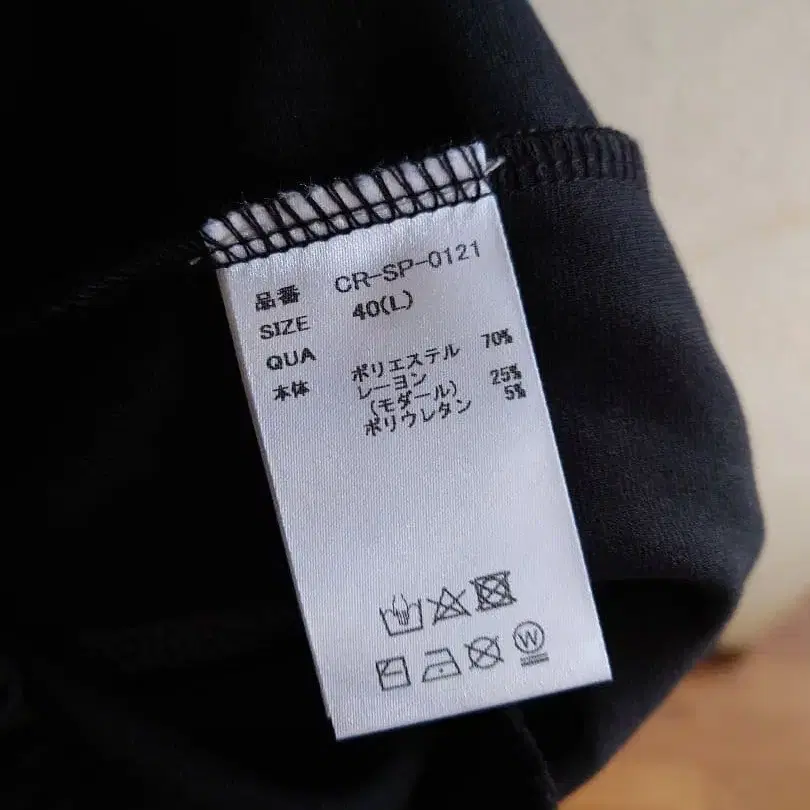 品番 CR-SP-0121
SIZE 40(L)
QUA
本体 ポリエステル 70%
レーヨン 25%
(モダール)
ポリウレタン 5%
W